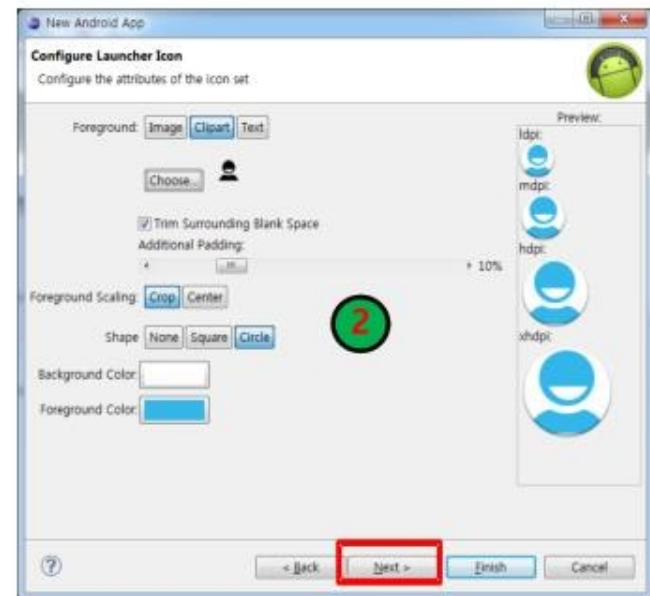 New Android App
Configure Launcher Icon
Configure the attributes of the icon set
Foreground: Image Clipart Text
Choose...
Trim Surrounding Blank Space
Additional Padding:
10%
Foreground Scaling: Crop Center
Shape None Square Circle
Background Color:
Foreground Color:
2
Preview:
ldpi:
mdpi:
hdpi:
xhdpi:
< Back Next > Finish Cancel